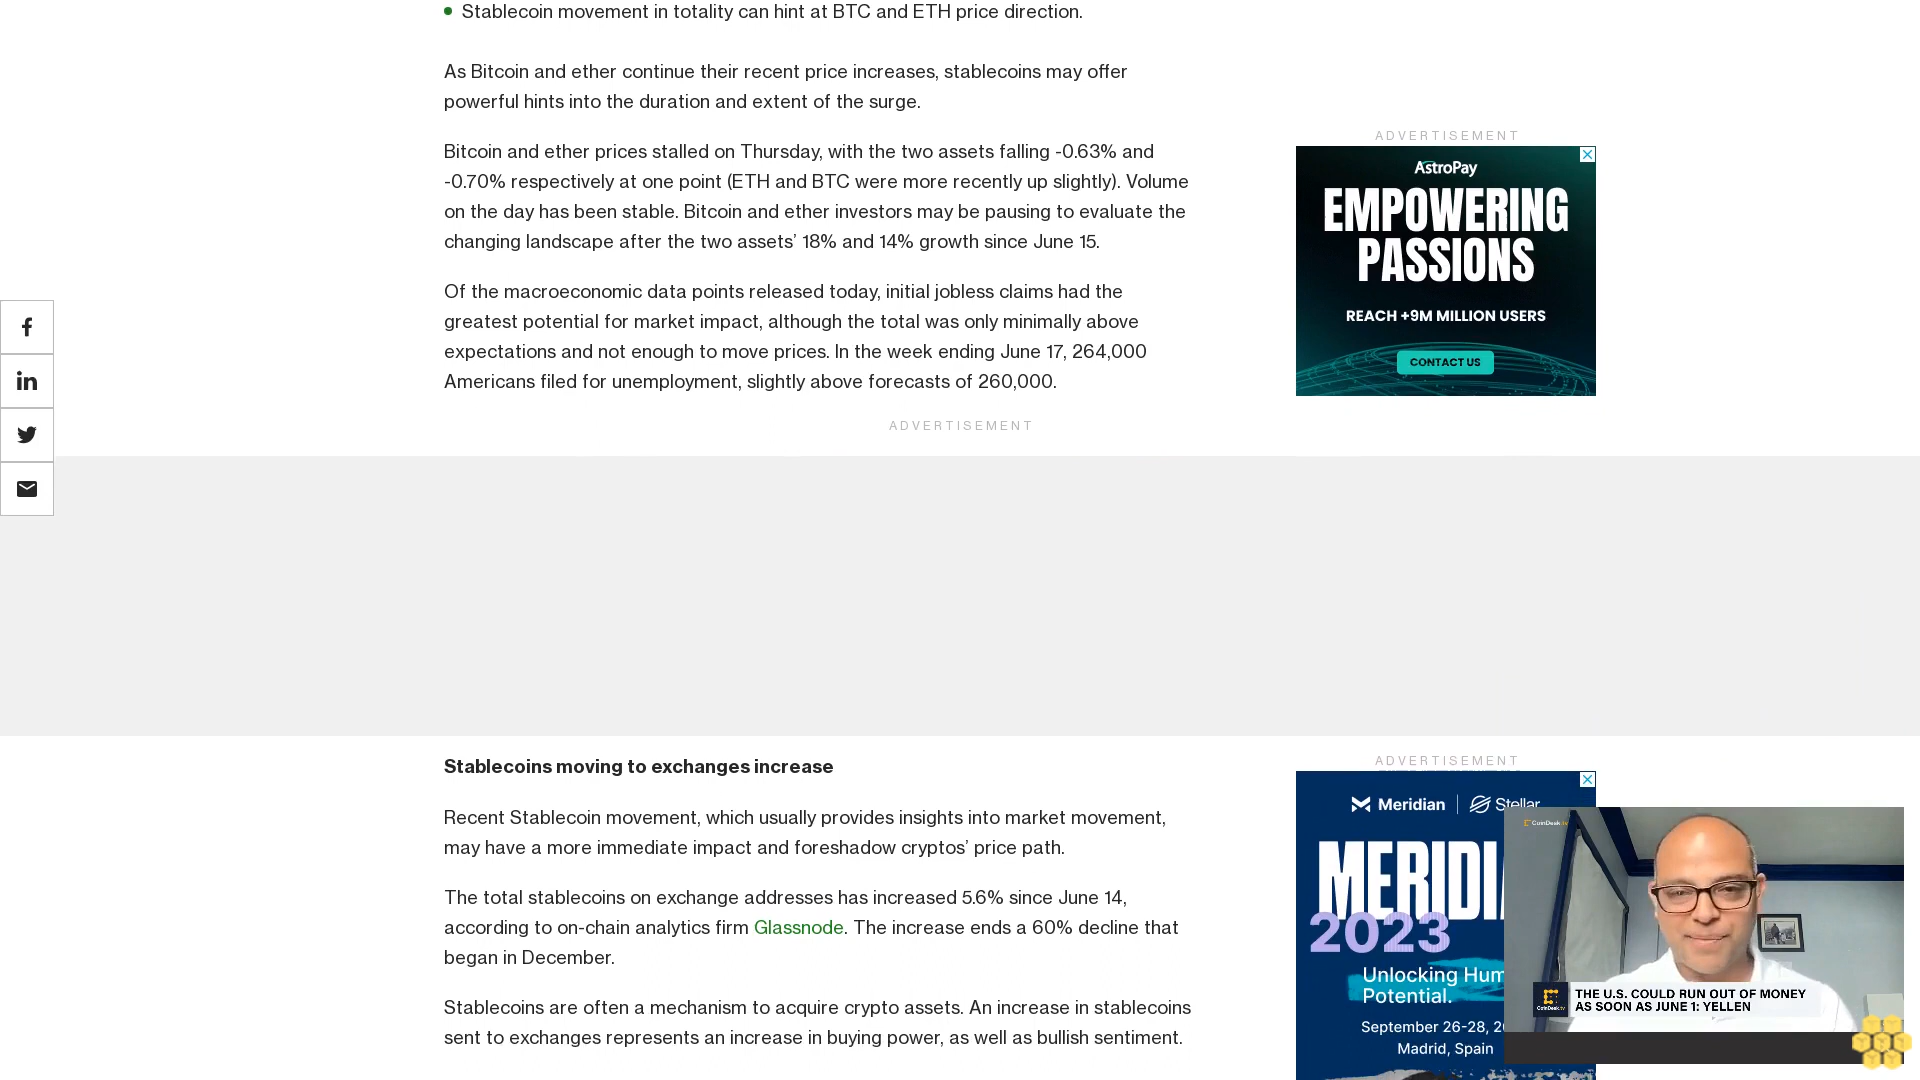 Stablecoin movement in totality can hint at BTC and ETH price direction.
As Bitcoin and ether continue their recent price increases, stablecoins may offer
powerful hints into the duration and extent of the surge.
Bitcoin and ether prices stalled on Thursday, with the two assets falling -0.63% and
-0.70% respectively at one point (ETH and BTC were more recently up slightly). Volume
on the day has been stable. Bitcoin and ether investors may be pausing to evaluate the
changing landscape after the two assets’ 18% and 14% growth since June 15.
Of the macroeconomic data points released today, initial jobless claims had the
greatest potential for market impact, although the total was only minimally above
expectations and not enough to move prices. In the week ending June 17, 264,000
Americans filed for unemployment, slightly above forecasts of 260,000.
ADVERTISEMENT
AstroPay
EMPOWERING
PASSIONS
REACH +9M MILLION USERS
CONTACT US
ADVERTISEMENT
Stablecoins moving to exchanges increase
Recent Stablecoin movement, which usually provides insights into market movement,
may have a more immediate impact and foreshadow cryptos’ price path.
The total stablecoins on exchange addresses has increased 5.6% since June 14,
according to on-chain analytics firm Glassnode. The increase ends a 60% decline that
began in December.
Stablecoins are often a mechanism to acquire crypto assets. An increase in stablecoins
sent to exchanges represents an increase in buying power, as well as bullish sentiment.
ADVERTISEMENT
Meridian | Stellar
MERIDI
2023
Unlocking Hum
Potential.
September 26-28, 2
Madrid, Spain
CoinDesk tv
CoinDesk tv
THE U.S. COULD RUN OUT OF MONEY
AS SOON AS JUNE 1: YELLEN